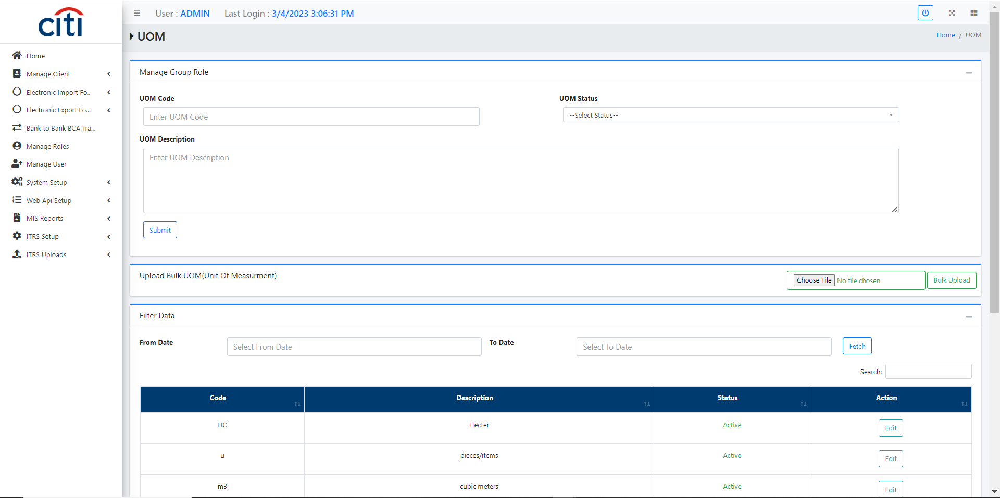 citi
User : ADMIN
Last Login : 3/4/2023 3:06:31 PM
UOM
Home / UOM
Home
Manage Client
Electronic Import Fo...
Electronic Export Fo...
Bank to Bank BCA Tra...
Manage Roles
Manage User
System Setup
Web Api Setup
MIS Reports
ITRS Setup
ITRS Uploads
Manage Group Role
UOM Code
UOM Status
Enter UOM Code
--Select Status--
UOM Description
Enter UOM Description
Submit
Upload Bulk UOM(Unit Of Measurment)
Choose File No file chosen
Bulk Upload
Filter Data
From Date
Select From Date
To Date
Select To Date
Fetch
Search:
Code Description Status Action
HC Hecter Active Edit
u pieces/items Active Edit
m3 cubic meters Active Edit